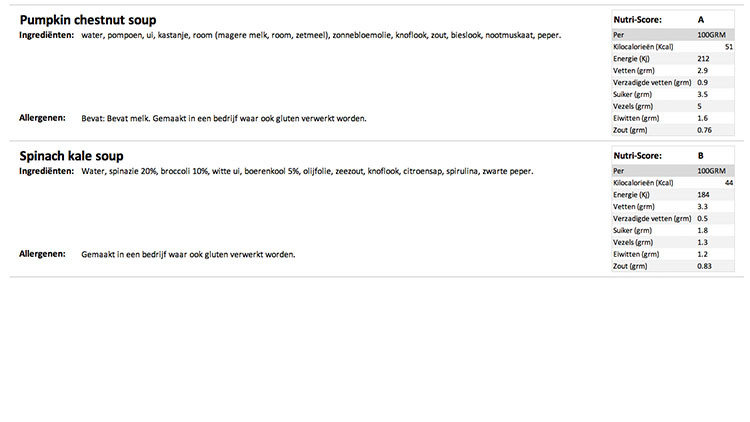 Pumpkin chestnut soup
Ingrediënten: water, pompoen, ui, kastanje, room (magere melk, room, zetmeel), zonnebloemolie, knoflook, zout, bieslook, nootmuskaat, peper.
Allergenen: Bevat: Bevat melk. Gemaakt in een bedrijf waar ook gluten verwerkt worden.
Nutri-Score: A
Per 100GRM
Kilocalorieën (Kcal) 51
Energie (Kj) 212
Vetten (grm) 2.9
Verzadigde vetten (grm) 0.9
Suiker (grm) 3.5
Vezels (grm) 5
Eiwitten (grm) 1.6
Zout (grm) 0.76
Spinach kale soup
Ingrediënten: Water, spinazie 20%, broccoli 10%, witte ui, boerenkool 5%, olijfolie, zeezout, knoflook, citroensap, spirulina, zwarte peper.
Allergenen: Gemaakt in een bedrijf waar ook gluten verwerkt worden.
Nutri-Score: B
Per 100GRM
Kilocalorieën (Kcal) 44
Energie (Kj) 184
Vetten (grm) 3.3
Verzadigde vetten (grm) 0.5
Suiker (grm) 1.8
Vezels (grm) 1.3
Eiwitten (grm) 1.2
Zout (grm) 0.83